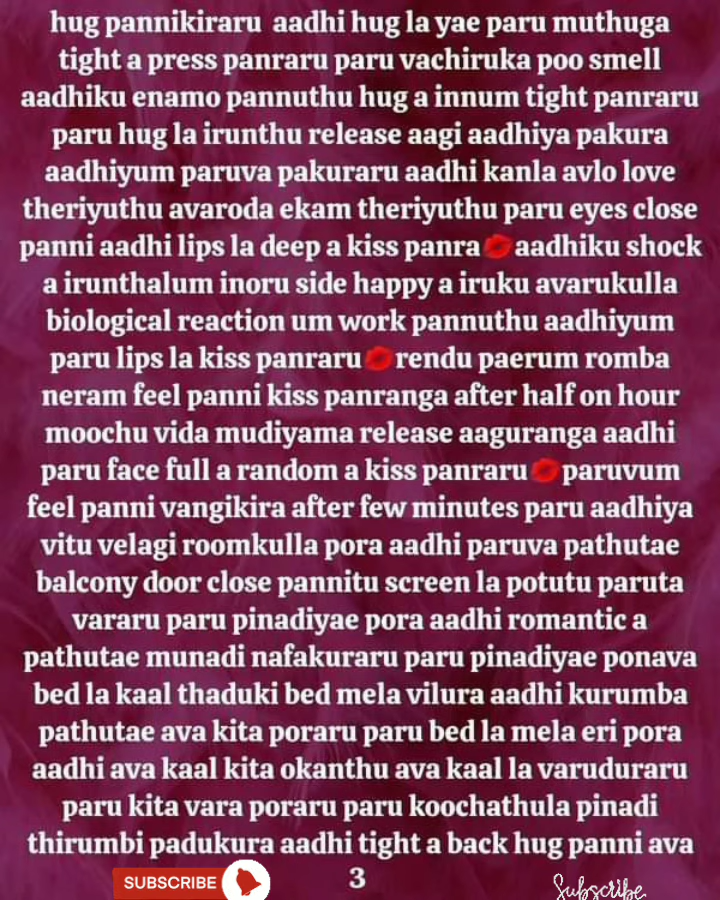 hug pannikiraru aadhi hug la yae paru muthuga
tight a press panraru paru vachiruka poo smell
aadhiku enamo pannuthu hug a innum tight panraru
paru hug la irunthu release aagi aadhiya pakura
aadhiyum paruva pakuraru aadhi kanla avlo love
theriyuthu avaroda ekam theriyuthu paru eyes close
panni aadhi lips la deep a kiss panra💋aadhiku shock
a irunthalum inoru side happy a iruku avarukulla
biological reaction um work pannuthu aadhiyum
paru lips la kiss panraru💋rendu paerum romba
neram feel panni kiss panranga after half on hour
moochu vida mudiyama release aaguranga aadhi
paru face full a random a kiss panraru💋paruvum
feel panni vangikira after few minutes paru aadhiya
vitu velagi roomkulla pora aadhi paruva pathutae
balcony door close pannitu screen la potutu paruta
vararu paru pinadiyae pora aadhi romantic a
pathutae munadi nafakuraru paru pinadiyae ponava
bed la kaal thaduki bed mela vilura aadhi kurumba
pathutae ava kita poraru paru bed la mela eri pora
aadhi ava kaal kita okanthu ava kaal la varuduraru
paru kita vara poraru paru koochathula pinadi
thirumbi padukura aadhi tight a back hug panni ava
SUBSCRIBE
3
Subscribe